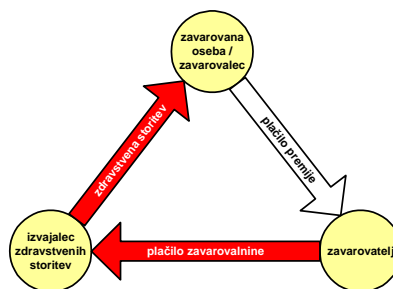 zavarovana
oseba /
zavarovalec
zdravstvena storitev
plačilo premije
izvajalec
zdravstvenih
storitev
plačilo zavarovalnine
zavarovatelj